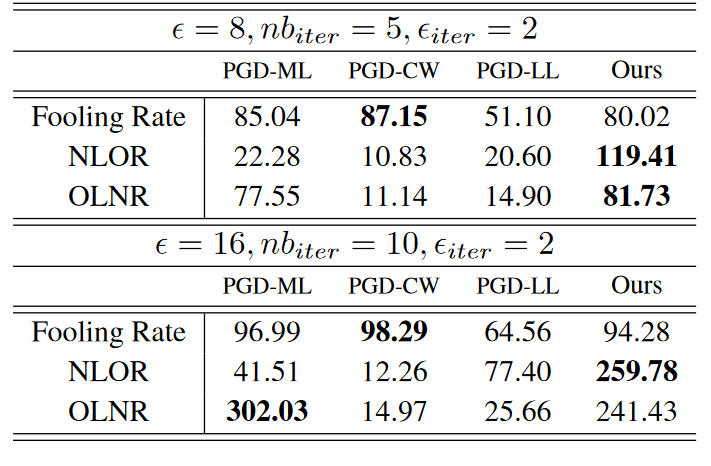 ϵ = 8, nb_{iter} = 5, ϵ_{iter} = 2
PGD-ML PGD-CW PGD-LL Ours
Fooling Rate 85.04 87.15 51.10 80.02
NLOR 22.28 10.83 20.60 119.41
OLNR 77.55 11.14 14.90 81.73
ϵ = 16, nb_{iter} = 10, ϵ_{iter} = 2
PGD-ML PGD-CW PGD-LL Ours
Fooling Rate 96.99 98.29 64.56 94.28
NLOR 41.51 12.26 77.40 259.78
OLNR 302.03 14.97 25.66 241.43